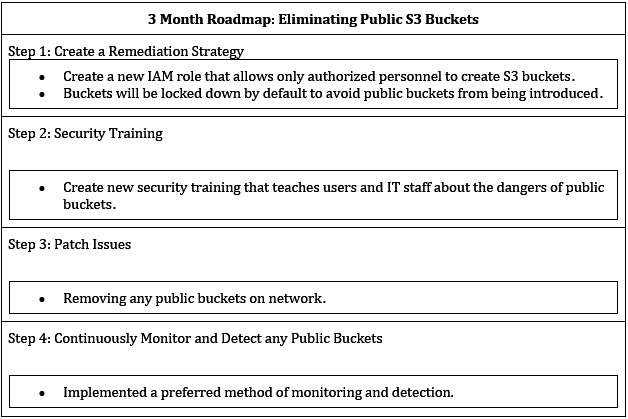 3 Month Roadmap: Eliminating Public S3 Buckets
Step 1: Create a Remediation Strategy
• Create a new IAM role that allows only authorized personnel to create S3 buckets.
• Buckets will be locked down by default to avoid public buckets from being introduced.
Step 2: Security Training
• Create new security training that teaches users and IT staff about the dangers of public
buckets.
Step 3: Patch Issues
• Removing any public buckets on network.
Step 4: Continuously Monitor and Detect any Public Buckets
• Implemented a preferred method of monitoring and detection.